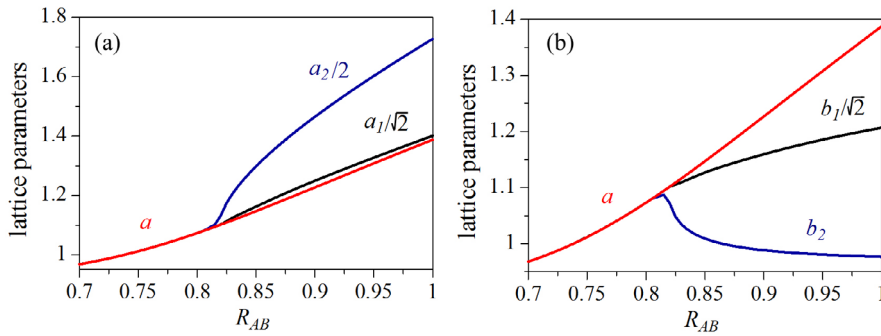 (a)
lattice parameters
1.8
1.6
1.4
1.2
1
a₂/2
a₁/√2
a
0.7 0.75 0.8 0.85 0.9 0.95 1
R_AB
(b)
lattice parameters
1.4
1.3
1.2
1.1
1
b₁/√2
a
b₂
0.7 0.75 0.8 0.85 0.9 0.95 1
R_AB